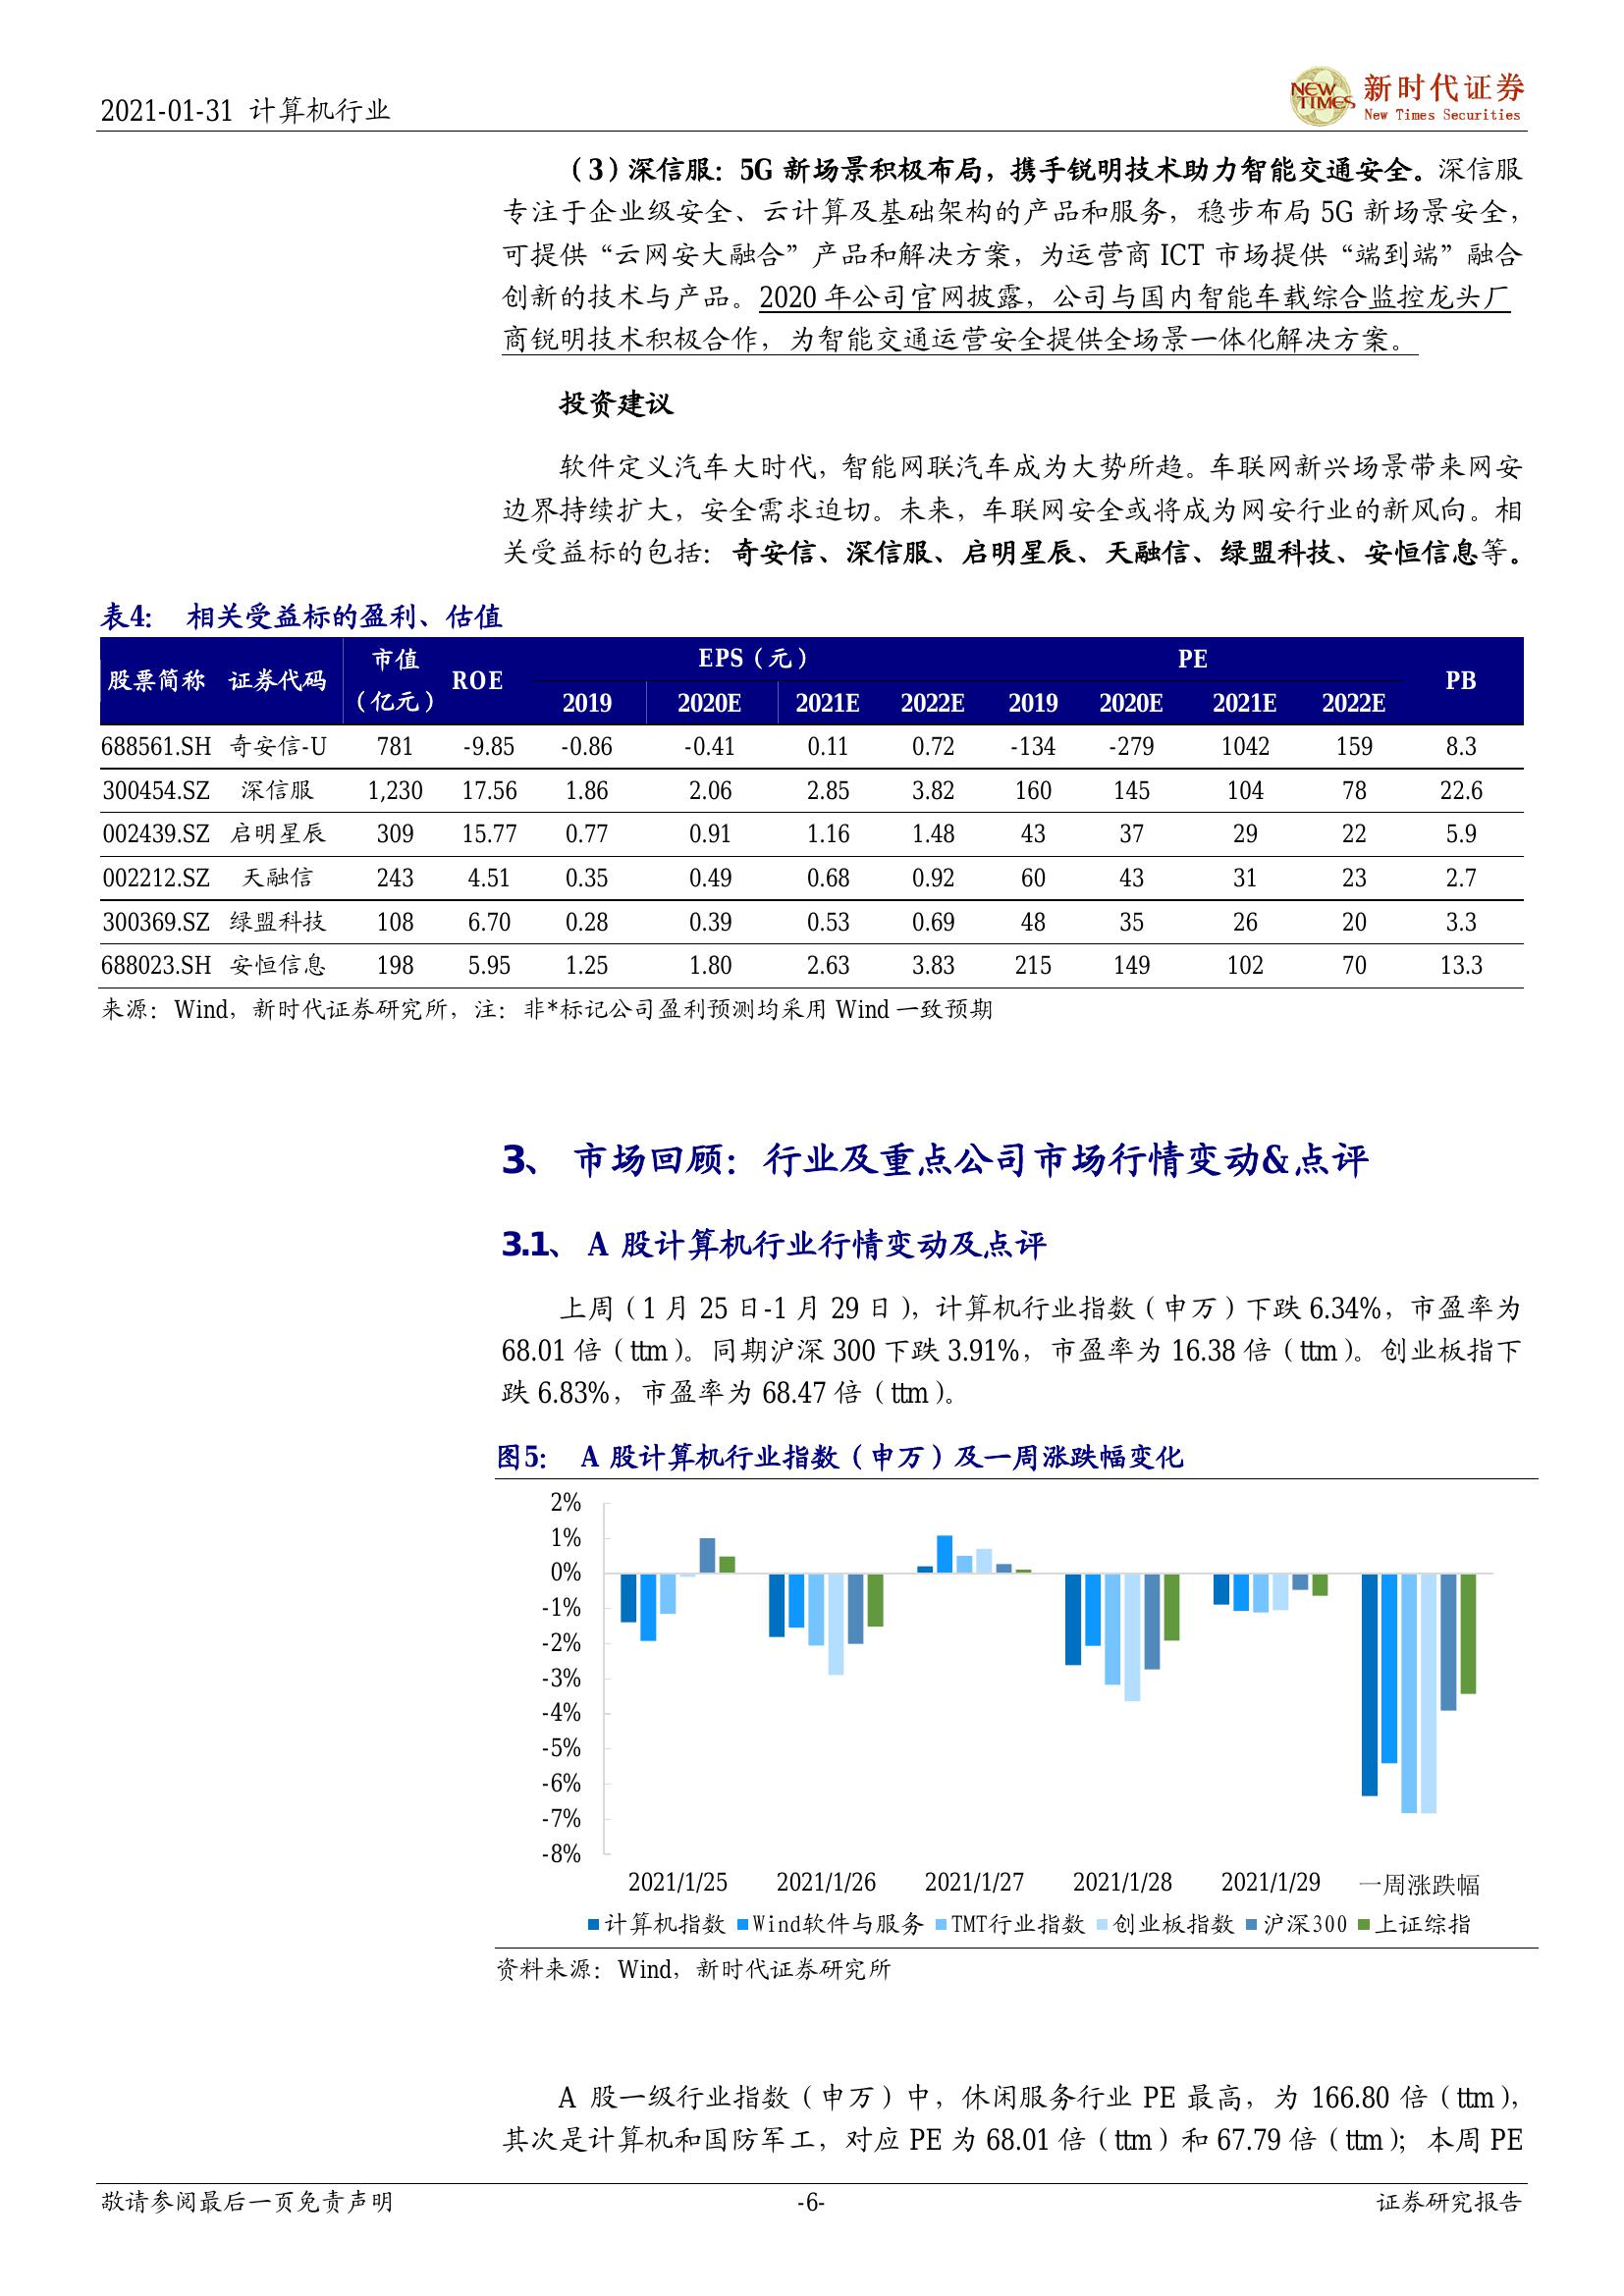 2021-01-31 计算机行业
NEW TIMES 新时代证券
New Times Securities
（3）深信服：5G 新场景积极布局，携手锐明技术助力智能交通安全。深信服
专注于企业级安全、云计算及基础架构的产品和服务，稳步布局 5G 新场景安全，
可提供“云网安大融合”产品和解决方案，为运营商 ICT 市场提供“端到端”融合
创新的技术与产品。2020 年公司官网披露，公司与国内智能车载综合监控龙头厂
商锐明技术积极合作，为智能交通运营安全提供全场景一体化解决方案。
投资建议
软件定义汽车大时代，智能网联汽车成为大势所趋。车联网新兴场景带来网安
边界持续扩大，安全需求迫切。未来，车联网安全或将成为网安行业的新风向。相
关受益标的包括：奇安信、深信服、启明星辰、天融信、绿盟科技、安恒信息等。
表4： 相关受益标的盈利、估值
股票简称 证券代码 市值（亿元） ROE EPS（元） PE PB
2019 2020E 2021E 2022E 2019 2020E 2021E 2022E
688561.SH 奇安信-U 781 -9.85 -0.86 -0.41 0.11 0.72 -134 -279 1042 159 8.3
300454.SZ 深信服 1,230 17.56 1.86 2.06 2.85 3.82 160 145 104 78 22.6
002439.SZ 启明星辰 309 15.77 0.77 0.91 1.16 1.48 43 37 29 22 5.9
002212.SZ 天融信 243 4.51 0.35 0.49 0.68 0.92 60 43 31 23 2.7
300369.SZ 绿盟科技 108 6.70 0.28 0.39 0.53 0.69 48 35 26 20 3.3
688023.SH 安恒信息 198 5.95 1.25 1.80 2.63 3.83 215 149 102 70 13.3
来源：Wind，新时代证券研究所，注：非*标记公司盈利预测均采用 Wind 一致预期
3、 市场回顾：行业及重点公司市场行情变动&点评
3.1、 A 股计算机行业行情变动及点评
上周（1 月 25 日-1 月 29 日），计算机行业指数（申万）下跌 6.34%，市盈率为
68.01 倍（ttm）。同期沪深 300 下跌 3.91%，市盈率为 16.38 倍（ttm）。创业板指下
跌 6.83%，市盈率为 68.47 倍（ttm）。
图5： A 股计算机行业指数（申万）及一周涨跌幅变化
2%
1%
0%
-1%
-2%
-3%
-4%
-5%
-6%
-7%
-8%
2021/1/25 2021/1/26 2021/1/27 2021/1/28 2021/1/29 一周涨跌幅
计算机指数 Wind软件与服务 TMT行业指数 创业板指数 沪深300 上证综指
资料来源：Wind，新时代证券研究所
A 股一级行业指数（申万）中，休闲服务行业 PE 最高，为 166.80 倍（ttm），
其次是计算机和国防军工，对应 PE 为 68.01 倍（ttm）和 67.79 倍（ttm）；本周 PE
敬请参阅最后一页免责声明 -6- 证券研究报告